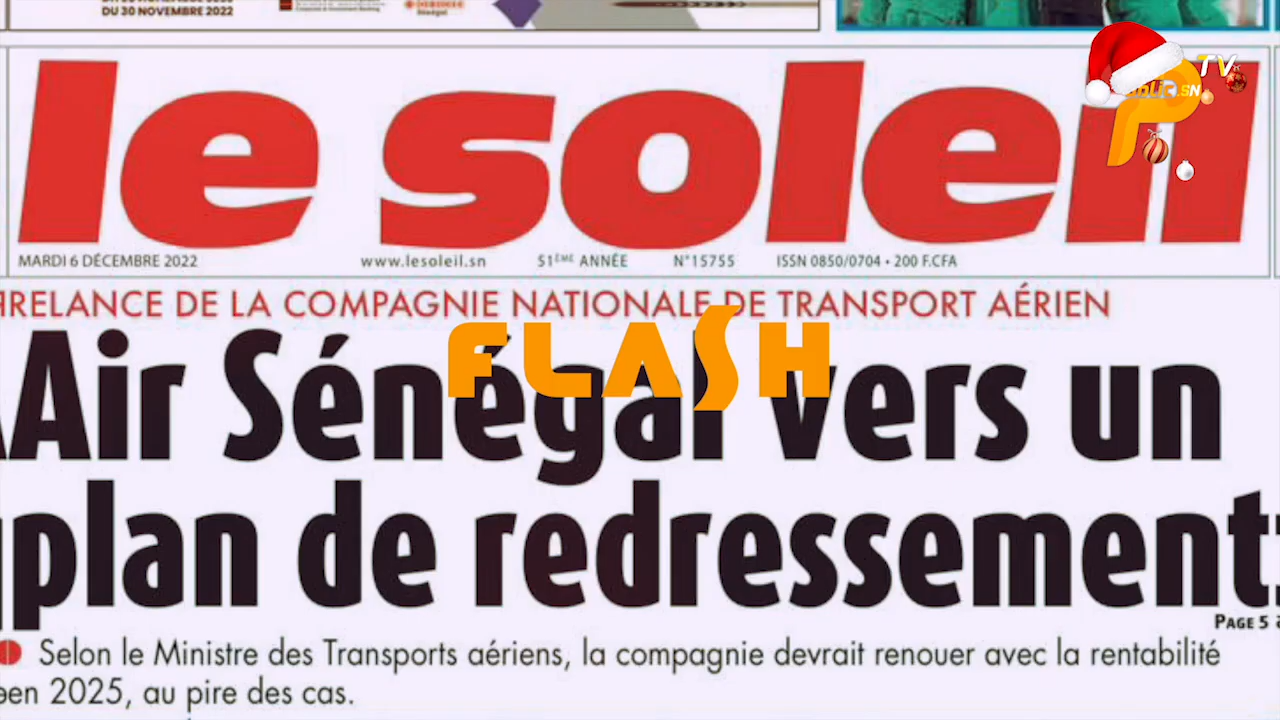 DU 30 NOVEMBRE 2022
Sénégal
TV
.SN
le soleil
MARDI 6 DÉCEMBRE 2022 www.lesoleil.sn 51ÈME ANNÉE N°15755 ISSN 0850/0704 • 200 F.CFA
RELANCE DE LA COMPAGNIE NATIONALE DE TRANSPORT AÉRIEN
FLASH
Air Sénégal vers un
plan de redressement
PAGE 5
Selon le Ministre des Transports aériens, la compagnie devrait renouer avec la rentabilité
en 2025, au pire des cas.